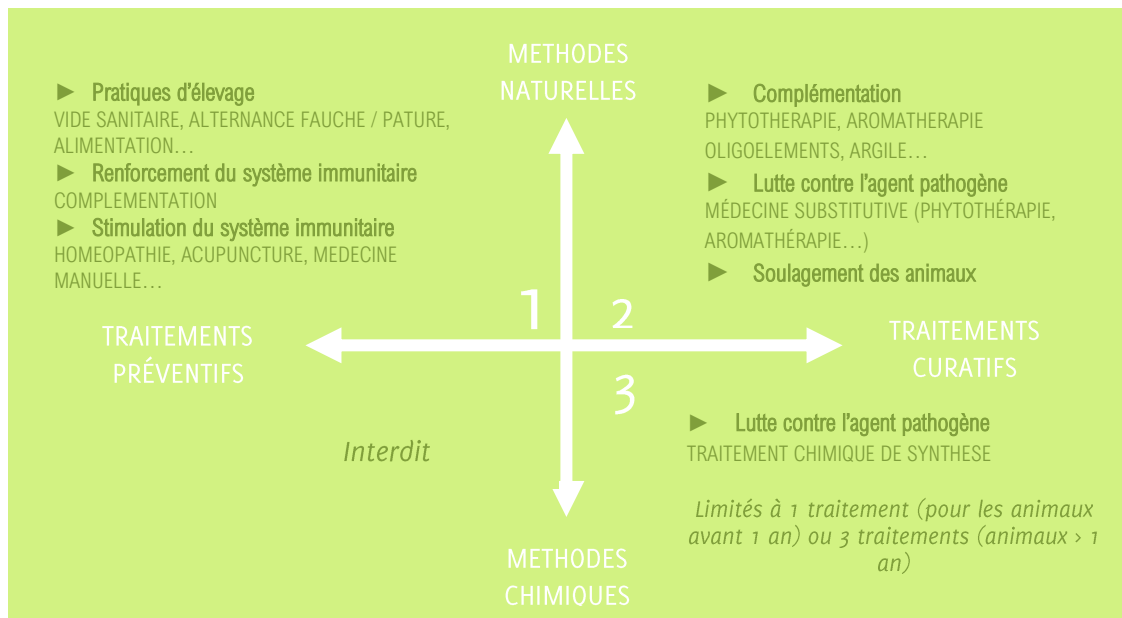 METHODES
NATURELLES
► Pratiques d'élevage
VIDE SANITAIRE, ALTERNANCE FAUCHE / PATURE,
ALIMENTATION…
► Renforcement du système immunitaire
COMPLEMENTATION
► Stimulation du système immunitaire
HOMEOPATHIE, ACUPUNCTURE, MEDECINE
MANUELLE…
► Complémentation
PHYTOTHERAPIE, AROMATHERAPIE
OLIGOELEMENTS, ARGILE…
► Lutte contre l'agent pathogène
MÉDECINE SUBSTITUTIVE (PHYTOTHÉRAPIE,
AROMATHÉRAPIE…)
► Soulagement des animaux
1
2
TRAITEMENTS
PRÉVENTIFS
TRAITEMENTS
CURATIFS
3
Interdit
► Lutte contre l'agent pathogène
TRAITEMENT CHIMIQUE DE SYNTHESE
Limités à 1 traitement (pour les animaux
avant 1 an) ou 3 traitements (animaux > 1
an)
METHODES
CHIMIQUES